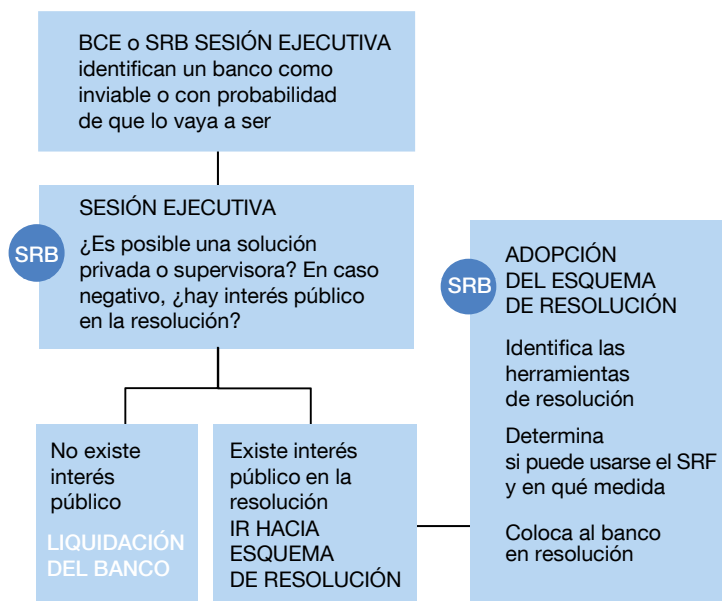 BCE o SRB SESIÓN EJECUTIVA
identifican un banco como
inviable o con probabilidad
de que lo vaya a ser
SRB
SESIÓN EJECUTIVA
¿Es posible una solución
privada o supervisora? En caso
negativo, ¿hay interés público
en la resolución?
No existe
interés
público
LIQUIDACIÓN
DEL BANCO
Existe interés
público en la
resolución
IR HACIA
ESQUEMA
DE RESOLUCIÓN
SRB
ADOPCIÓN
DEL ESQUEMA
DE RESOLUCIÓN
Identifica las
herramientas
de resolución
Determina
si puede usarse el SRF
y en qué medida
Coloca al banco
en resolución